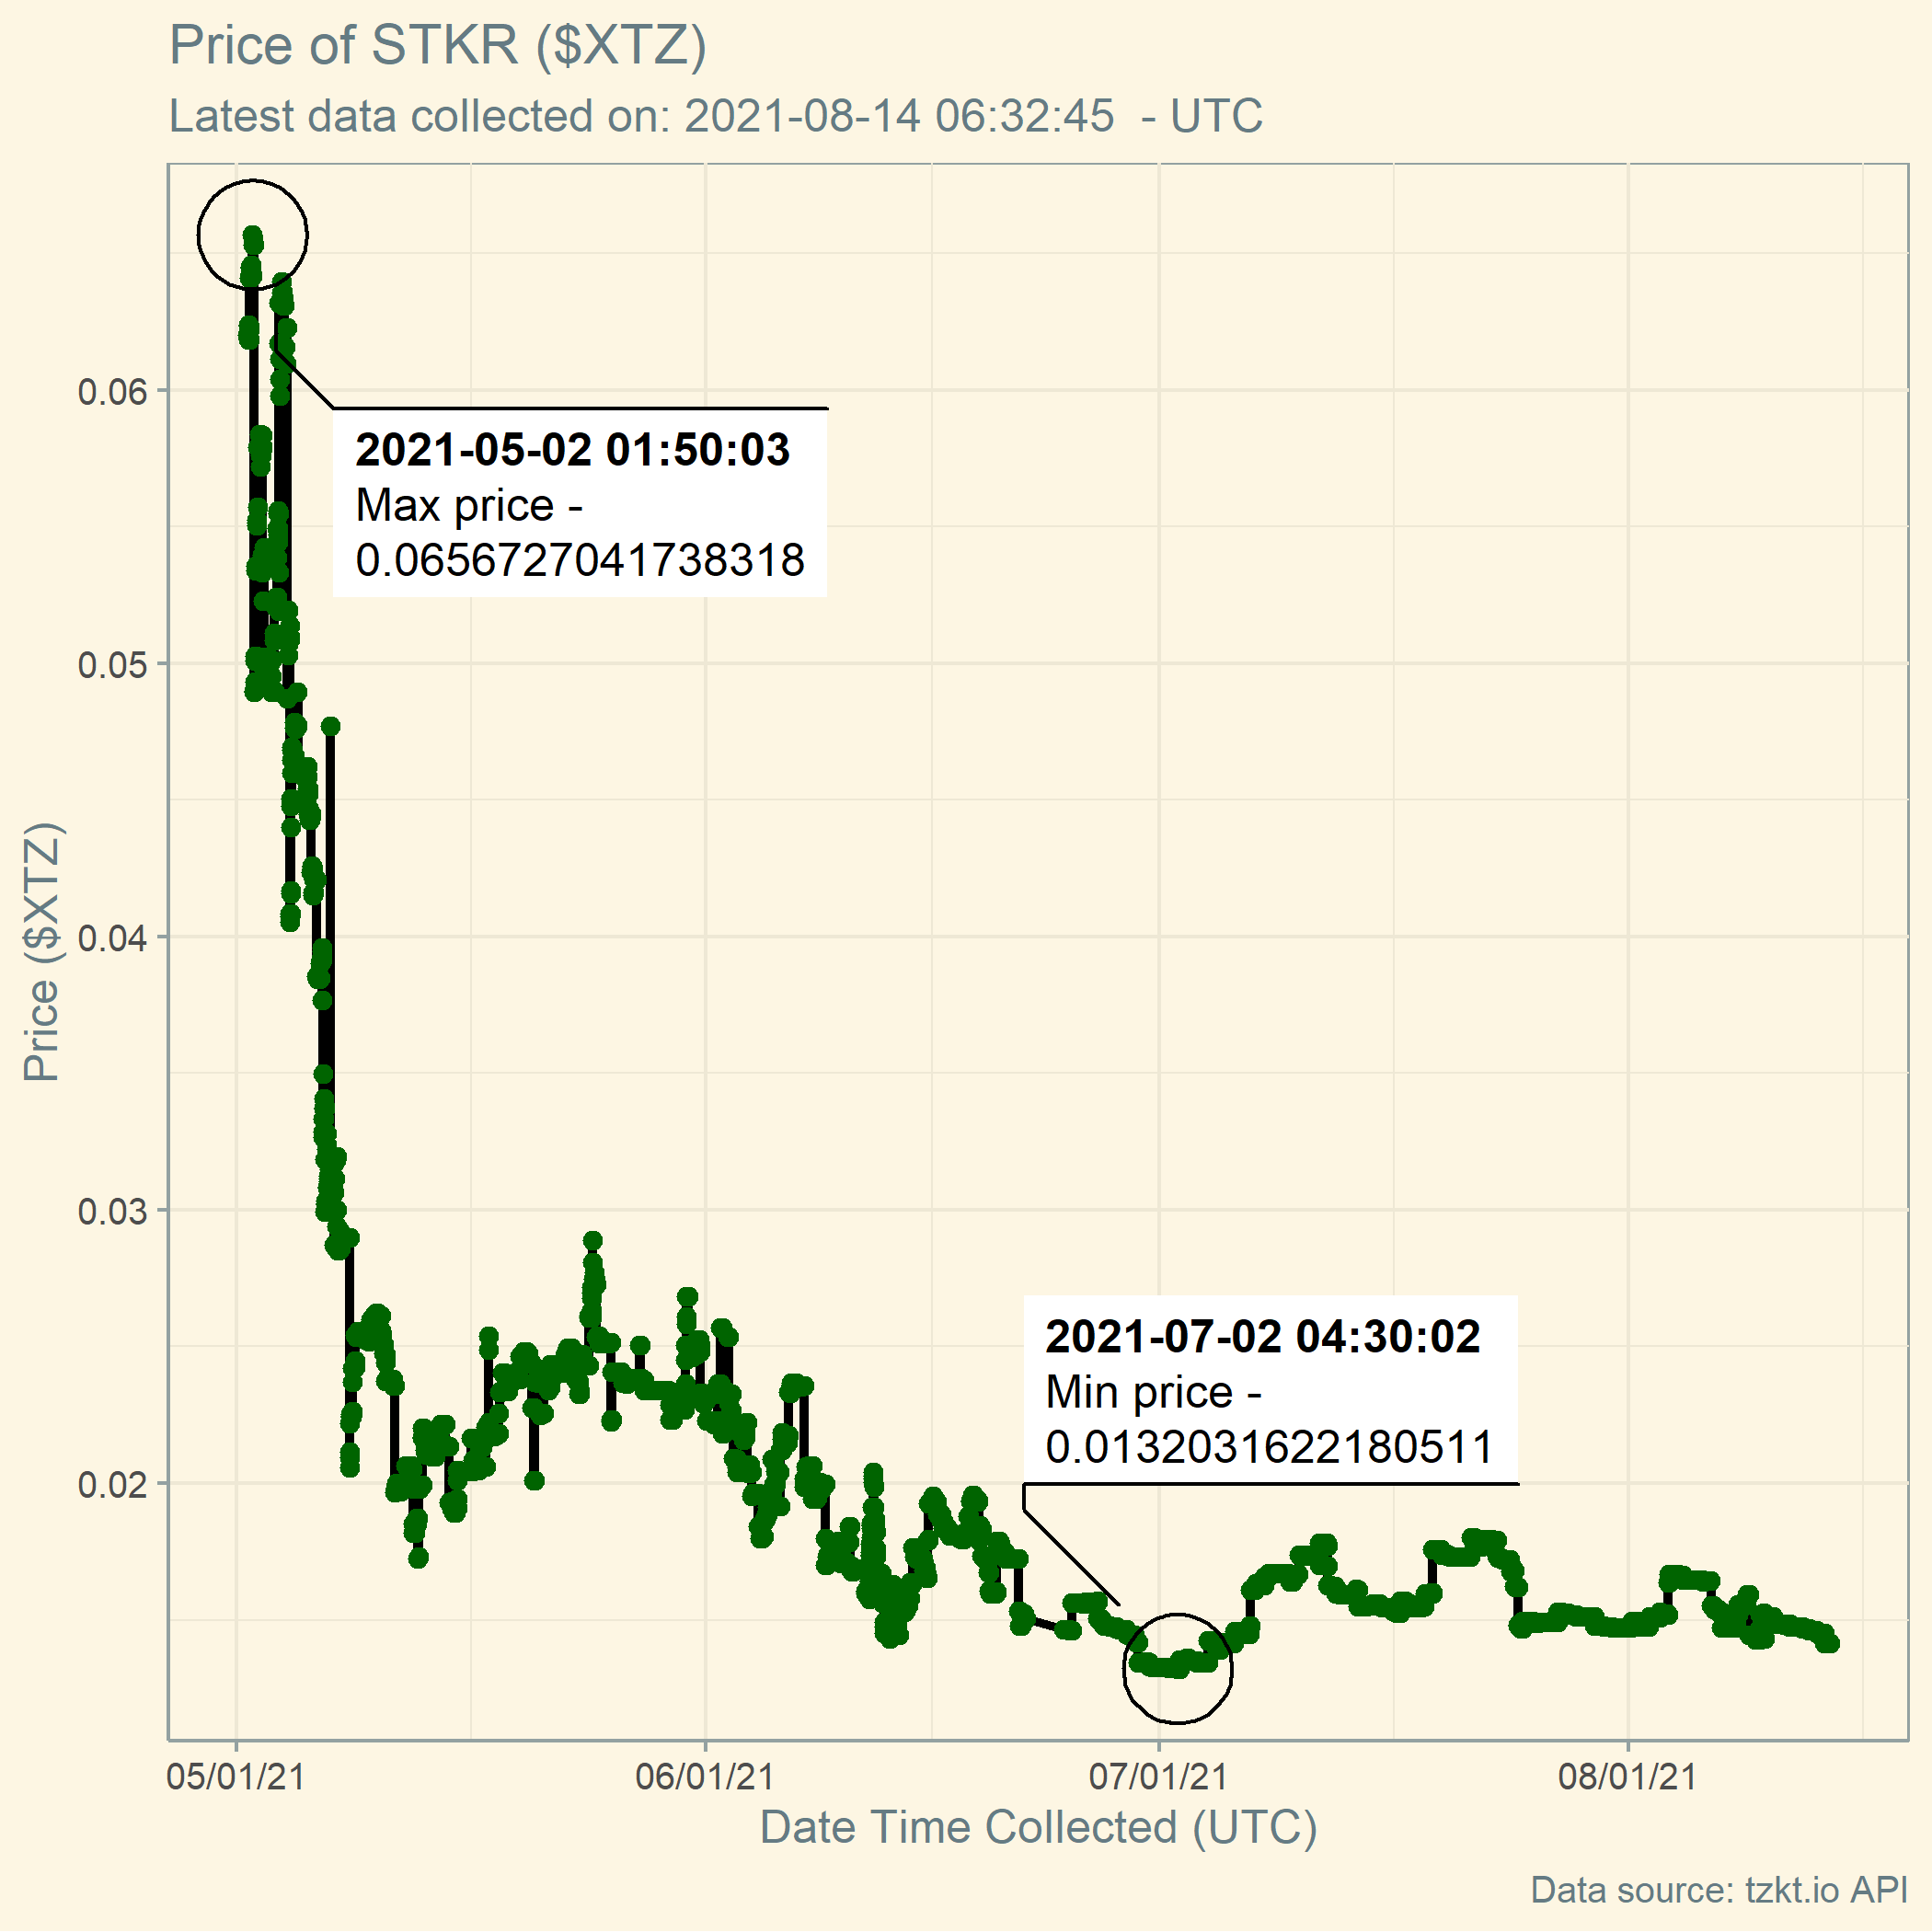 Price of STKR ($XTZ)
Latest data collected on: 2021-08-14 06:32:45  - UTC
2021-05-02 01:50:03
Max price -
0.0656727041738318
2021-07-02 04:30:02
Min price -
0.01320316221805​11
Price ($XTZ)
0.06
0.05
0.04
0.03
0.02
05/01/21
06/01/21
07/01/21
08/01/21
Date Time Collected (UTC)
Data source: tzkt.io API